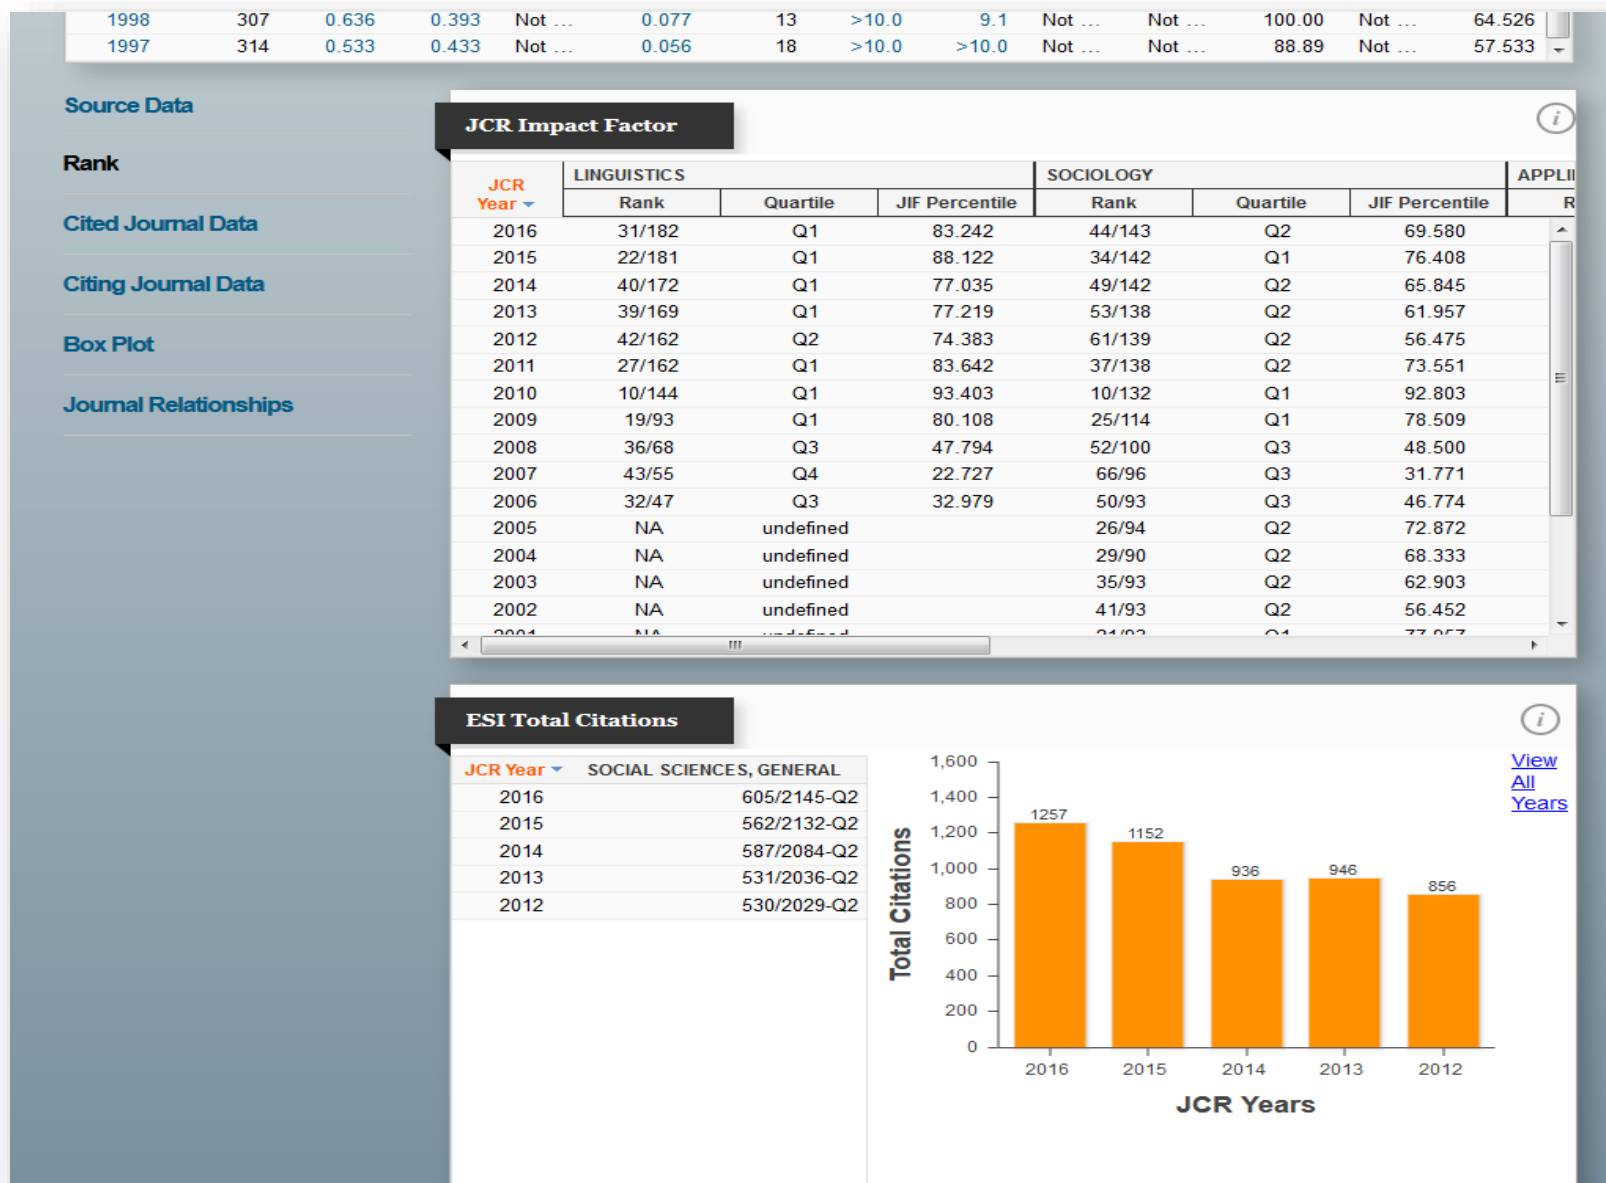 1998 307 0.636 0.393 Not ... 0.077 13 >10.0 9.1 Not ... Not ... 100.00 Not ... 64.526
1997 314 0.533 0.433 Not ... 0.056 18 >10.0 >10.0 Not ... Not ... 88.89 Not ... 57.533
Source Data
Rank
Cited Journal Data
Citing Journal Data
Box Plot
Journal Relationships
JCR Impact Factor
JCR Year LINGUISTICS SOCIOLOGY APPLI
Rank Quartile JIF Percentile Rank Quartile JIF Percentile R
2016 31/182 Q1 83.242 44/143 Q2 69.580
2015 22/181 Q1 88.122 34/142 Q1 76.408
2014 40/172 Q1 77.035 49/142 Q2 65.845
2013 39/169 Q1 77.219 53/138 Q2 61.957
2012 42/162 Q2 74.383 61/139 Q2 56.475
2011 27/162 Q1 83.642 37/138 Q2 73.551
2010 10/144 Q1 93.403 10/132 Q1 92.803
2009 19/93 Q1 80.108 25/114 Q1 78.509
2008 36/68 Q3 47.794 52/100 Q3 48.500
2007 43/55 Q4 22.727 66/96 Q3 31.771
2006 32/47 Q3 32.979 50/93 Q3 46.774
2005 NA undefined 26/94 Q2 72.872
2004 NA undefined 29/90 Q2 68.333
2003 NA undefined 35/93 Q2 62.903
2002 NA undefined 41/93 Q2 56.452
2001 NA undefined 21/93 Q1 77.957
ESI Total Citations
JCR Year SOCIAL SCIENCES, GENERAL
2016 605/2145-Q2
2015 562/2132-Q2
2014 587/2084-Q2
2013 531/2036-Q2
2012 530/2029-Q2
Total Citations
1,600
1,400
1,200
1,000
800
600
400
200
0
1257 1152 936 946 856
2016 2015 2014 2013 2012
JCR Years
View
All
Years